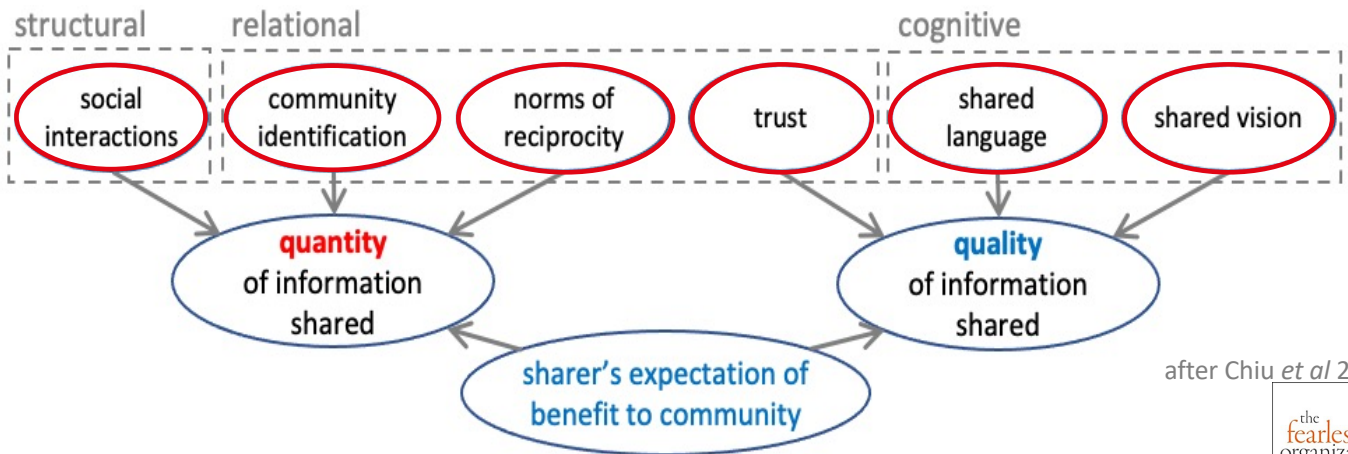 structural relational cognitive
social
interactions
community
identification
norms of
reciprocity
trust
shared
language
shared vision
quantity
of information
shared
quality
of information
shared
sharer's expectation of
benefit to community
after Chiu et al 2
the